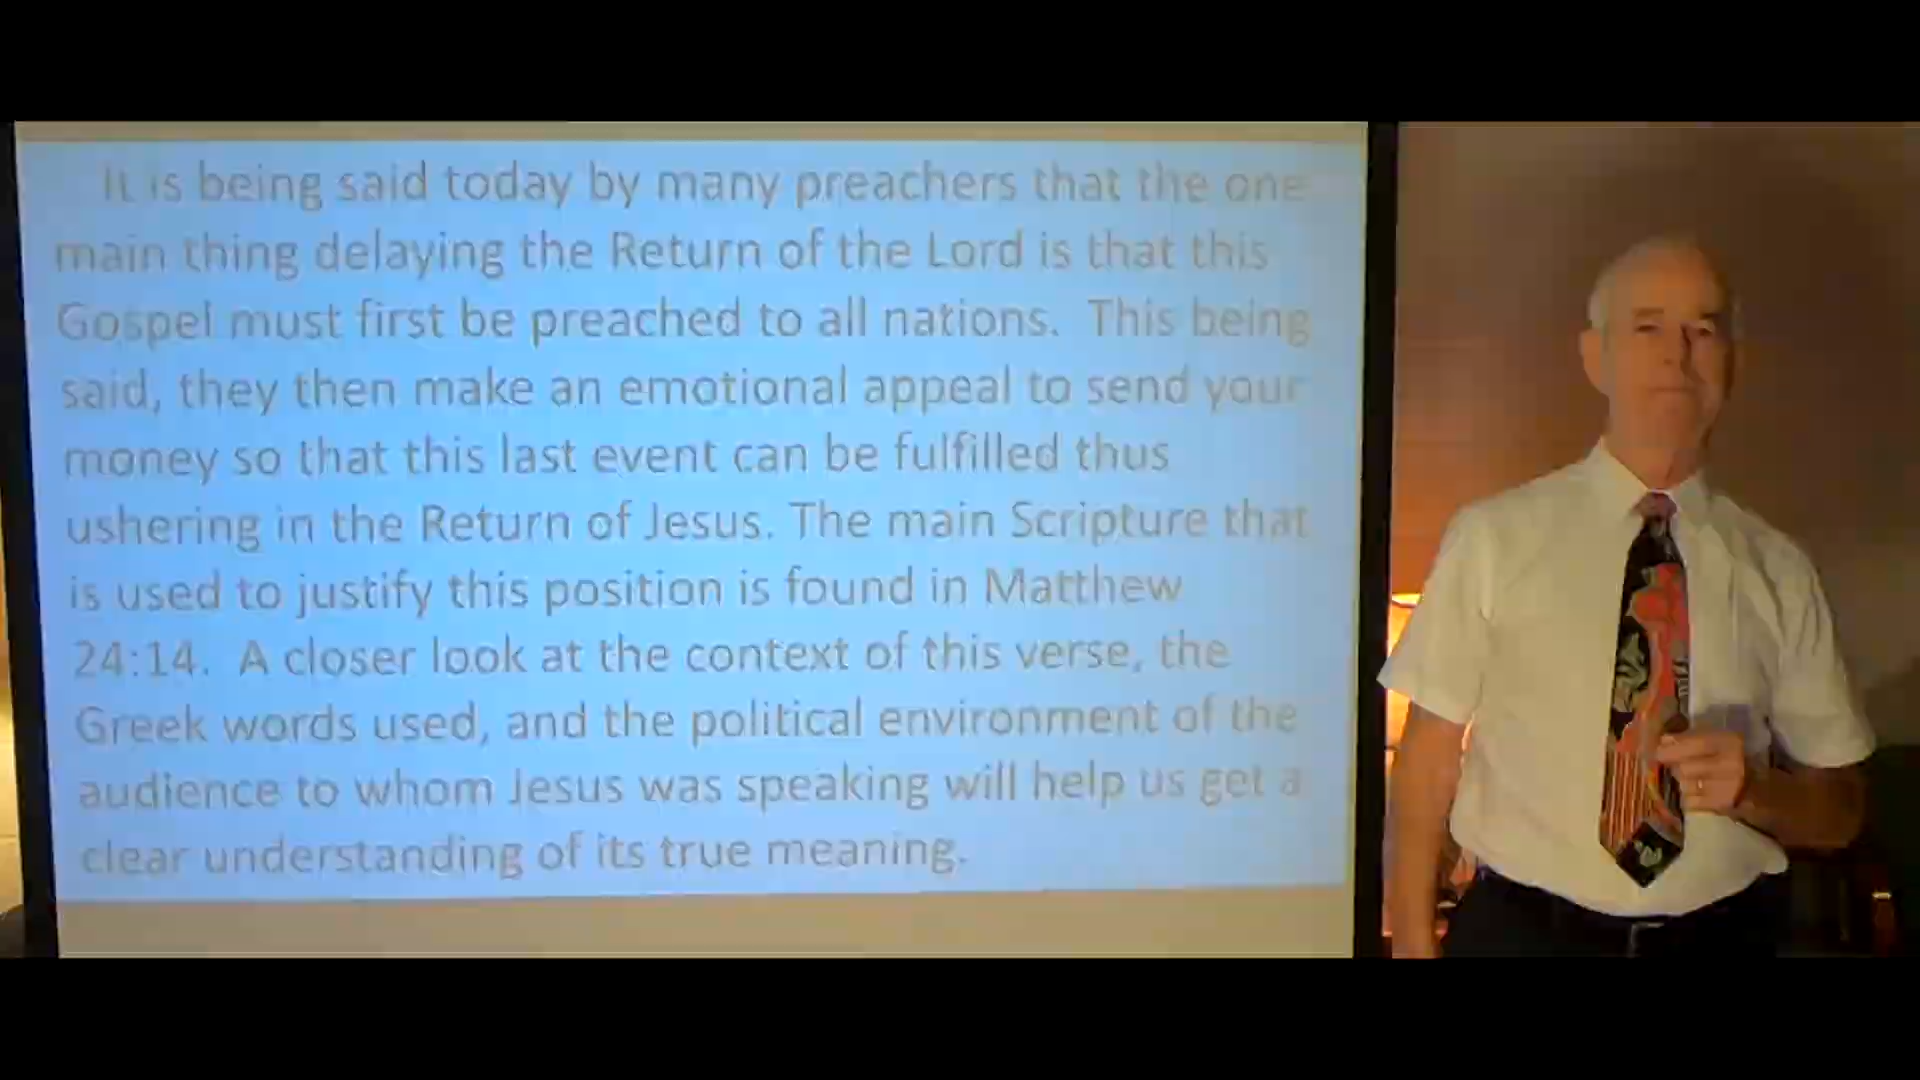 It is being said today by many preachers that the one
main thing delaying the Return of the Lord is that this
Gospel must first be preached to all nations. This being
said, they then make an emotional appeal to send your
money so that this last event can be fulfilled thus
ushering in the Return of Jesus. The main Scripture that
is used to justify this position is found in Matthew
24:14. A closer look at the context of this verse, the
Greek words used, and the political environment of the
audience to whom Jesus was speaking will help us get a
clear understanding of its true meaning.